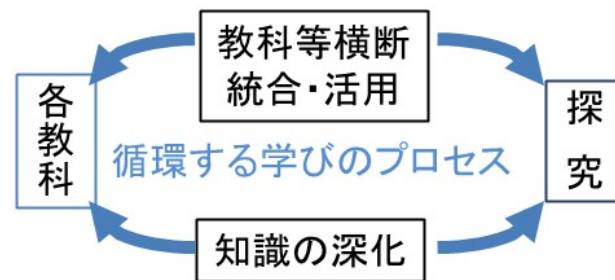 教科等横断
統合・活用
各教科
循環する学びのプロセス
探究
知識の深化